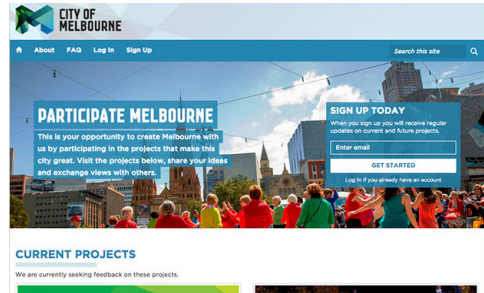 CITY OF
MELBOURNE
About FAQ Log In Sign Up
Search this site
PARTICIPATE MELBOURNE
This is your opportunity to create Melbourne with
us by participating in the projects that make this
city great. Visit the projects below, share your ideas
and exchange views with others.
SIGN UP TODAY
When you sign up you will receive regular
updates on current and future projects.
Enter email
GET STARTED
Log in if you already have an account
CURRENT PROJECTS
We are currently seeking feedback on these projects.